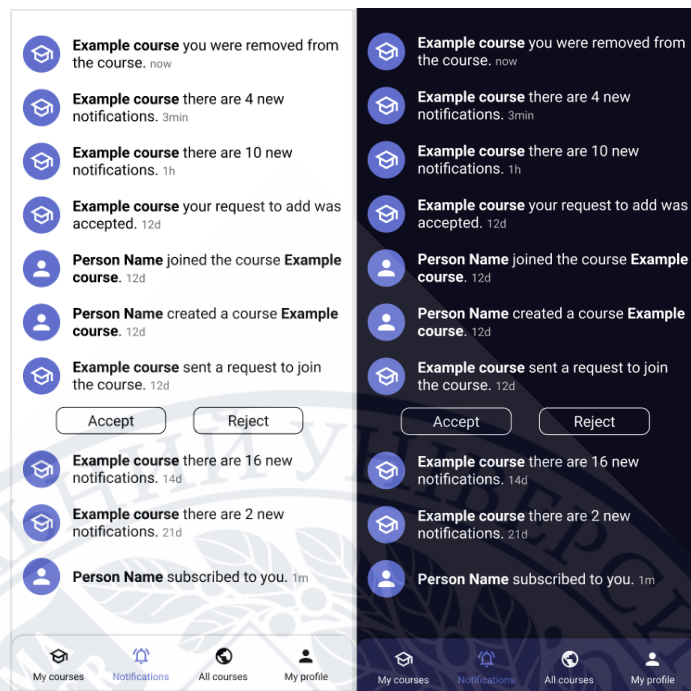 Example course you were removed from
the course. now
Example course there are 4 new
notifications. 3min
Example course there are 10 new
notifications. 1h
Example course your request to add was
accepted. 12d
Person Name joined the course Example
course. 12d
Person Name created a course Example
course. 12d
Example course sent a request to join
the course. 12d
Accept Reject
Example course there are 16 new
notifications. 14d
Example course there are 2 new
notifications. 21d
Person Name subscribed to you. 1m
My courses Notifications All courses My profile
Example course you were removed from
the course. now
Example course there are 4 new
notifications. 3min
Example course there are 10 new
notifications. 1h
Example course your request to add was
accepted. 12d
Person Name joined the course Example
course. 12d
Person Name created a course Example
course. 12d
Example course sent a request to join
the course. 12d
Accept Reject
Example course there are 16 new
notifications. 14d
Example course there are 2 new
notifications. 21d
Person Name subscribed to you. 1m
My courses Notifications All courses My profile